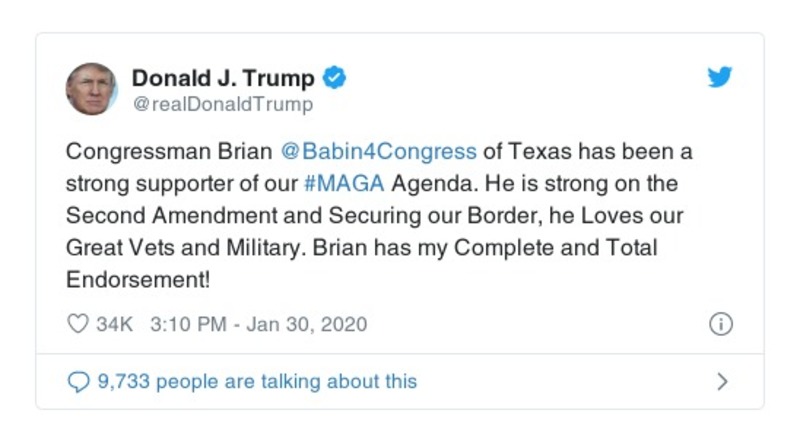 Donald J. Trump
@realDonaldTrump
Congressman Brian @Babin4Congress of Texas has been a
strong supporter of our #MAGA Agenda. He is strong on the
Second Amendment and Securing our Border, he Loves our
Great Vets and Military. Brian has my Complete and Total
Endorsement!
34K 3:10 PM - Jan 30, 2020
9,733 people are talking about this